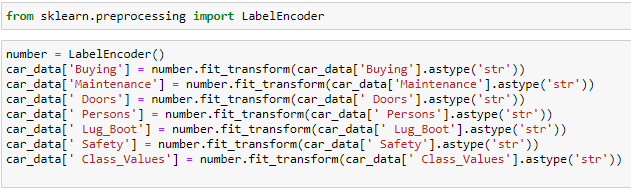 from sklearn.preprocessing import LabelEncoder
number = LabelEncoder()
car_data['Buying'] = number.fit_transform(car_data['Buying'].astype('str'))
car_data['Maintenance'] = number.fit_transform(car_data['Maintenance'].astype('str'))
car_data[' Doors'] = number.fit_transform(car_data[' Doors'].astype('str'))
car_data[' Persons'] = number.fit_transform(car_data[' Persons'].astype('str'))
car_data[' Lug_Boot'] = number.fit_transform(car_data[' Lug_Boot'].astype('str'))
car_data[' Safety'] = number.fit_transform(car_data[' Safety'].astype('str'))
car_data[' Class_Values'] = number.fit_transform(car_data[' Class_Values'].astype('str'))